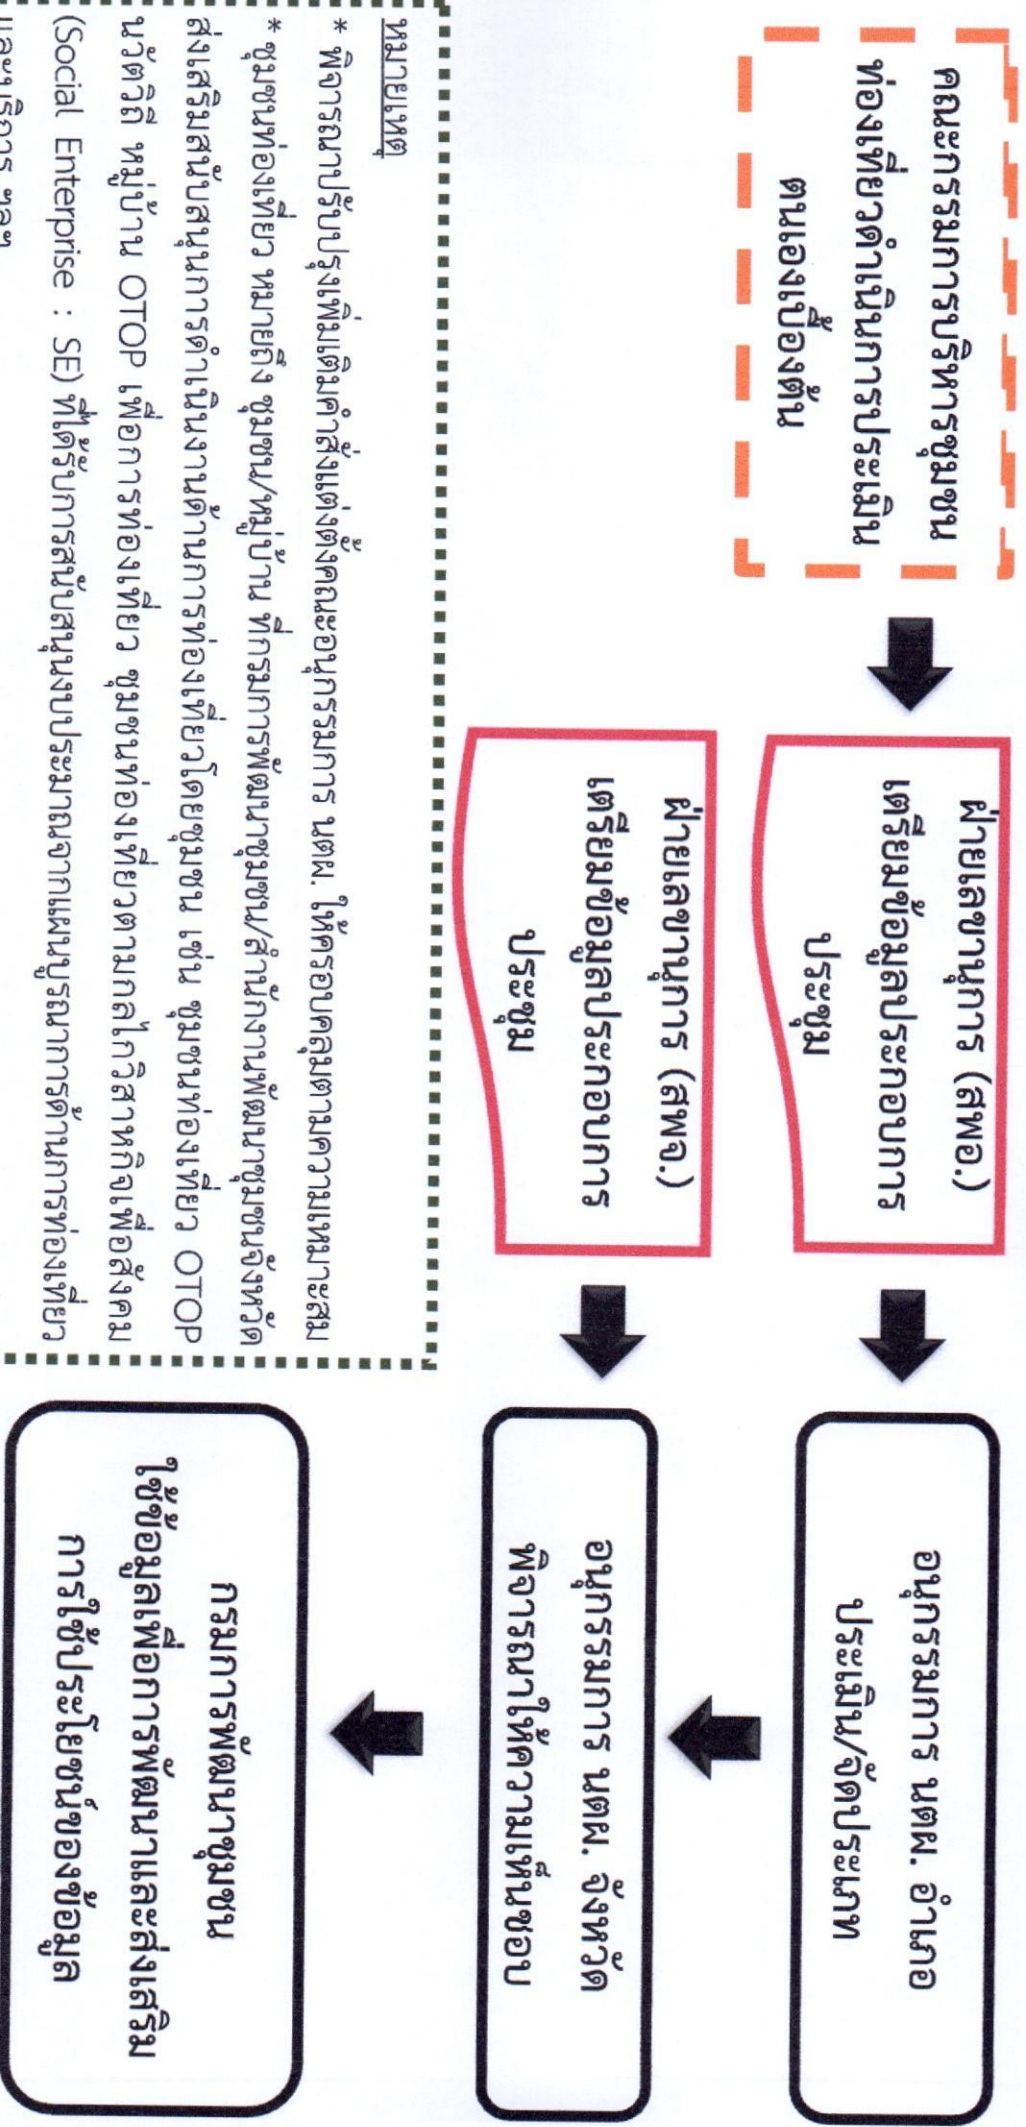 คณะกรรมการบริหารชุมชน
ท่องเที่ยวดำเนินการประเมิน
ตนเองเบื้องต้น
ฝ่ายเลขานุการ (สพอ.)
เตรียมข้อมูลประกอบการ
ประชุม
อนุกรรมการ นตผ. อำเภอ
ประเมิน/จัดประเภท
ฝ่ายเลขานุการ (สพจ.)
เตรียมข้อมูลประกอบการ
ประชุม
อนุกรรมการ นตผ. จังหวัด
พิจารณาให้ความเห็นชอบ
กรมการพัฒนาชุมชน
ใช้ข้อมูลเพื่อการพัฒนาและส่งเสริม
การใช้ประโยชน์ของข้อมูล
หมายเหตุ
* พิจารณาปรับปรุงเพิ่มเติมคำสั่งแต่งตั้งคณะอนุกรรมการ นตผ. ให้ครอบคลุมตามความเหมาะสม
* ชุมชนท่องเที่ยว หมายถึง ชุมชน/หมู่บ้าน ที่กรมการพัฒนาชุมชน/สำนักงานพัฒนาชุมชนจังหวัด
ส่งเสริมสนับสนุนการดำเนินงานด้านการท่องเที่ยวโดยชุมชน เช่น ชุมชนท่องเที่ยว OTOP
นวัตวิถี หมู่บ้าน OTOP เพื่อการท่องเที่ยว ชุมชนท่องเที่ยวตามกลไกวิสาหกิจเพื่อสังคม
(Social Enterprise : SE) ที่ได้รับการสนับสนุนงบประมาณจากแผนบูรณาการด้านการท่องเที่ยว
และบริการ ฯลฯ